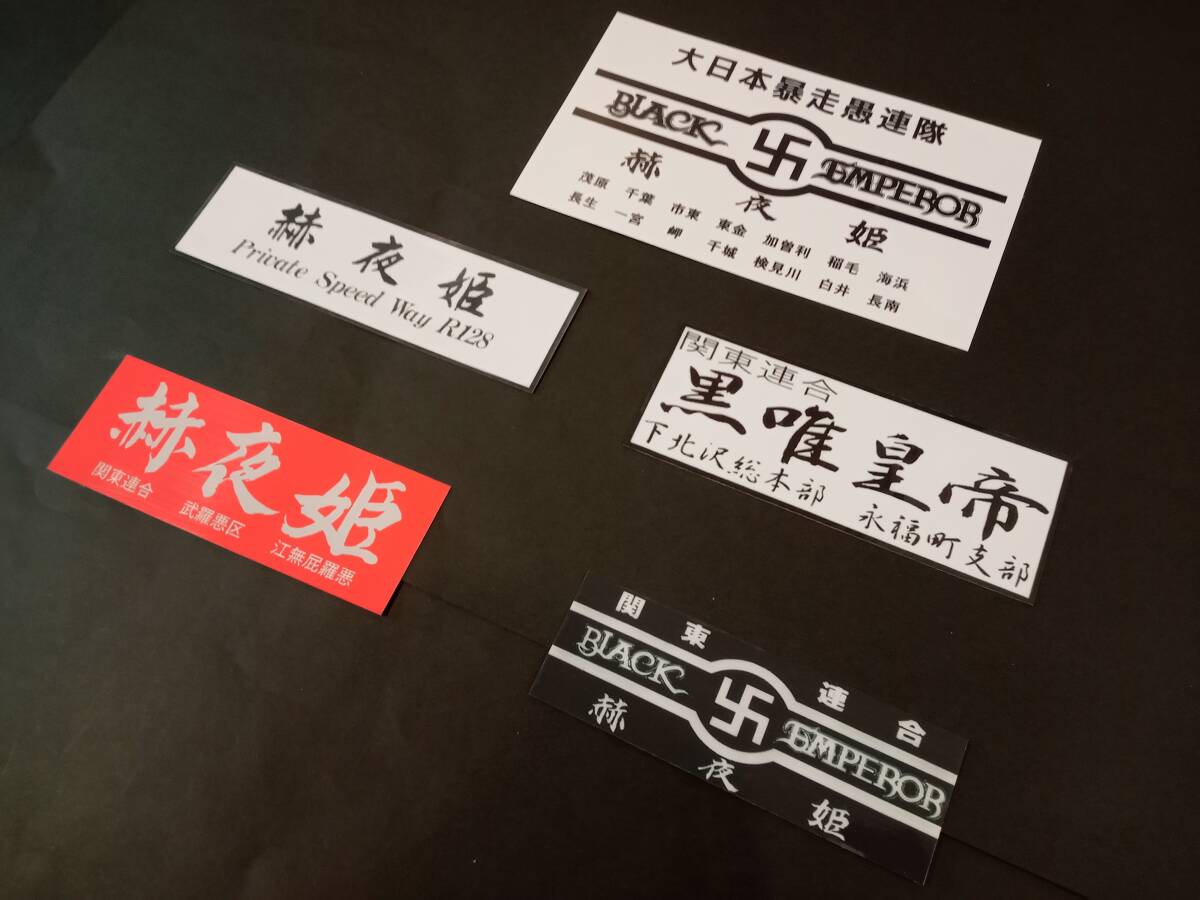 大日本暴走愚連隊
BLACK 卍 EMPEROR
赫夜姫
茂原 千葉 市東 東金 加曽利 稲毛 海浜
長生 一宮 岬 千城 検見川 白井 長南
赫夜姫
Private Speed Way R128
赫夜姫
関東連合 武羅悪区 江無屁羅悪
関東連合
黒唯皇帝
下北沢総本部 永福町支部
関東連合
BLACK 卍 EMPEROR
赫夜姫